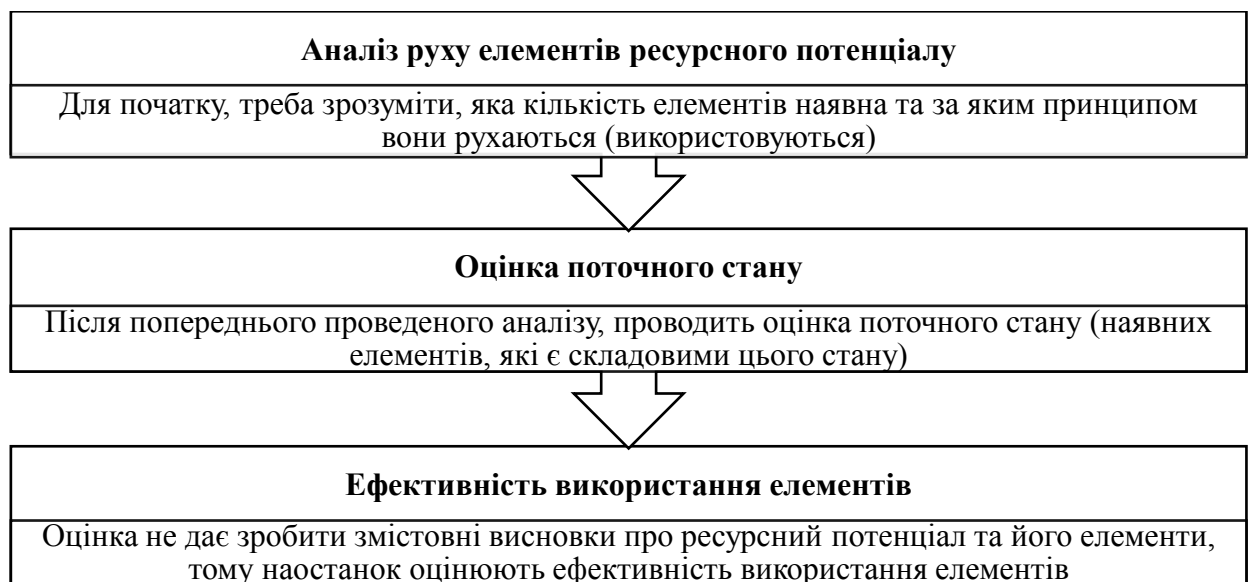 Аналіз руху елементів ресурсного потенціалу
Для початку, треба зрозуміти, яка кількість елементів наявна та за яким принципом
вони рухаються (використовуються)
Оцінка поточного стану
Після попереднього проведеного аналізу, проводить оцінка поточного стану (наявних
елементів, які є складовими цього стану)
Ефективність використання елементів
Оцінка не дає зробити змістовні висновки про ресурсний потенціал та його елементи,
тому наостанок оцінюють ефективність використання елементів